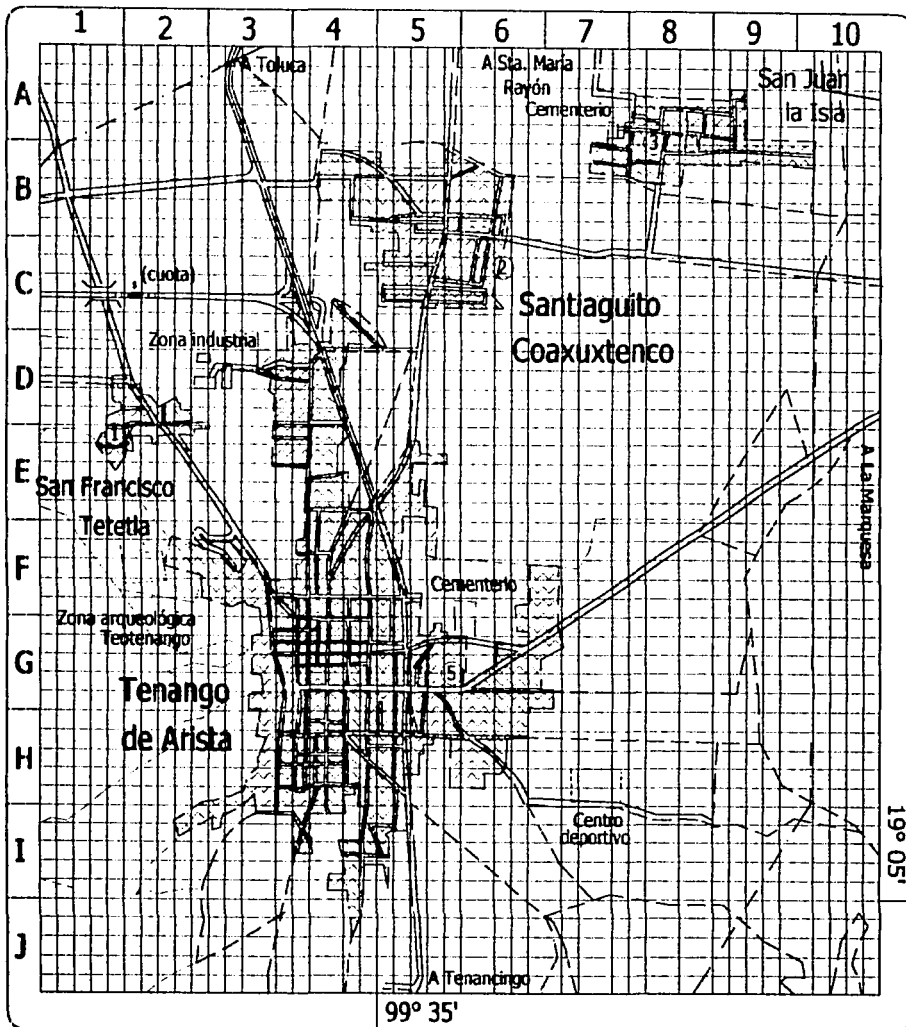 1 2 3 4 5 6 7 8 9 10
A
B
C
D
E
F
G
H
I
J
A Toluca
A Sta. María
Rayón
Cementerio
San Juan
la Isla
3
2
(cuota)
Santiaguito
Coaxuxtenco
Zona industrial
1
San Francisco
Tetetla
A La Marquesa
Cementerio
Zona arqueológica
Teotenango
5
Tenango
de Arista
Centro
deportivo
19° 05'
A Tenancingo
99° 35'